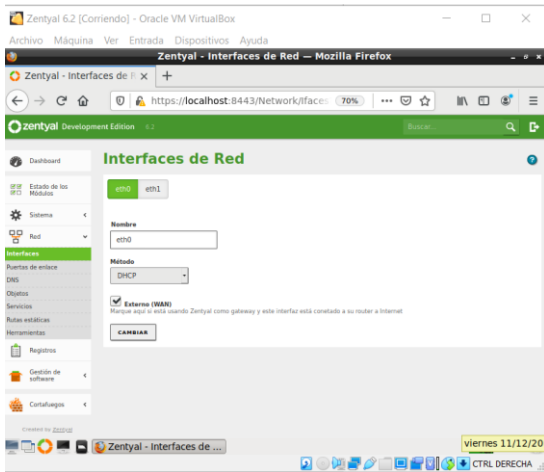 Zentyal 6.2 [Corriendo] - Oracle VM VirtualBox
Archivo Máquina Ver Entrada Dispositivos Ayuda
Zentyal - Interfaces de Red — Mozilla Firefox
Zentyal - Interfaces de R
https://localhost:8443/Network/Ifaces 70%
zentyal Development Edition 6.2 Buscar...
Dashboard
Estado de los Módulos
Sistema
Red
Interfaces
Puertas de enlace
DNS
Objetos
Servicios
Rutas estáticas
Herramientas
Registros
Gestión de software
Cortafuegos
Created by Zentyal
Interfaces de Red
eth0 eth1
Nombre
eth0
Método
DHCP
Externo (WAN)
Marque aquí si está usando Zentyal como gateway y este interfaz está conetado a su router a Internet
CAMBIAR
Zentyal - Interfaces de ...
viernes 11/12/20
CTRL DERECHA